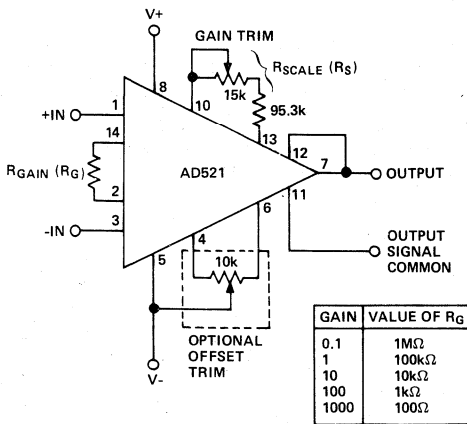 V+
GAIN TRIM
RSCALE (RS)
8
10
15k
95.3k
+IN
1
14
13
12
7
RGAIN (RG)
AD521
OUTPUT
2
11
-IN
3
6
4
5
10k
OUTPUT
SIGNAL
COMMON
OPTIONAL
OFFSET
TRIM
V-
GAIN VALUE OF RG
0.1 1MΩ
1 100kΩ
10 10kΩ
100 1kΩ
1000 100Ω